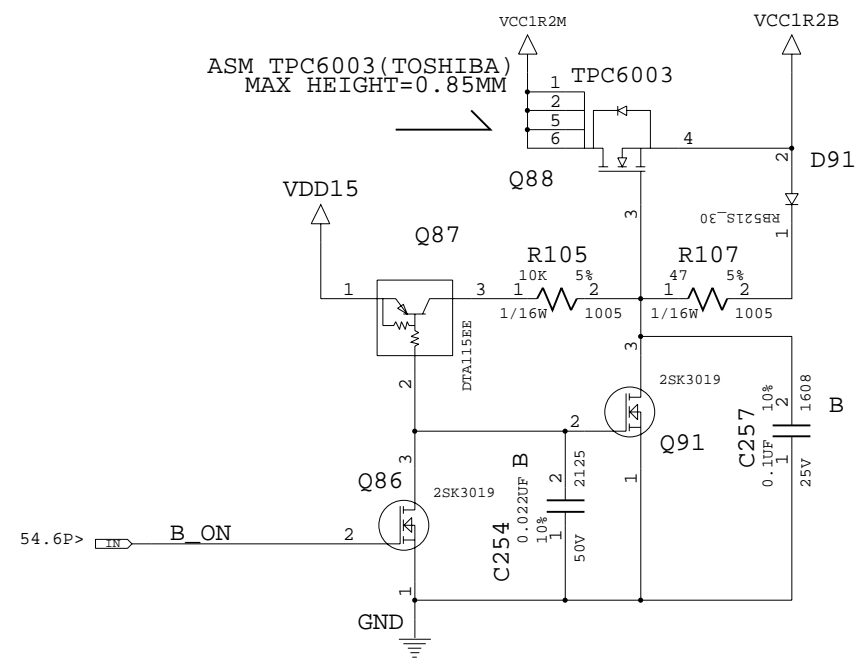 VCC1R2M
VCC1R2B
ASM TPC6003(TOSHIBA)
MAX HEIGHT=0.85MM
TPC6003
1
2
5
6
4
Q88
3
2
D91
RB521S_30
1
VDD15
Q87
1
3
DTA115EE
2
R105
10K 5%
1 2
1/16W 1005
R107
47 5%
1 2
1/16W 1005
3
2SK3019
2
Q91
1
C257
0.1UF 10%
1 2
25V 1608
B
Q86
3
2SK3019
2
1
C254
0.022UF B
10%
1 2
50V 2125
54.6P> IN B_ON
GND